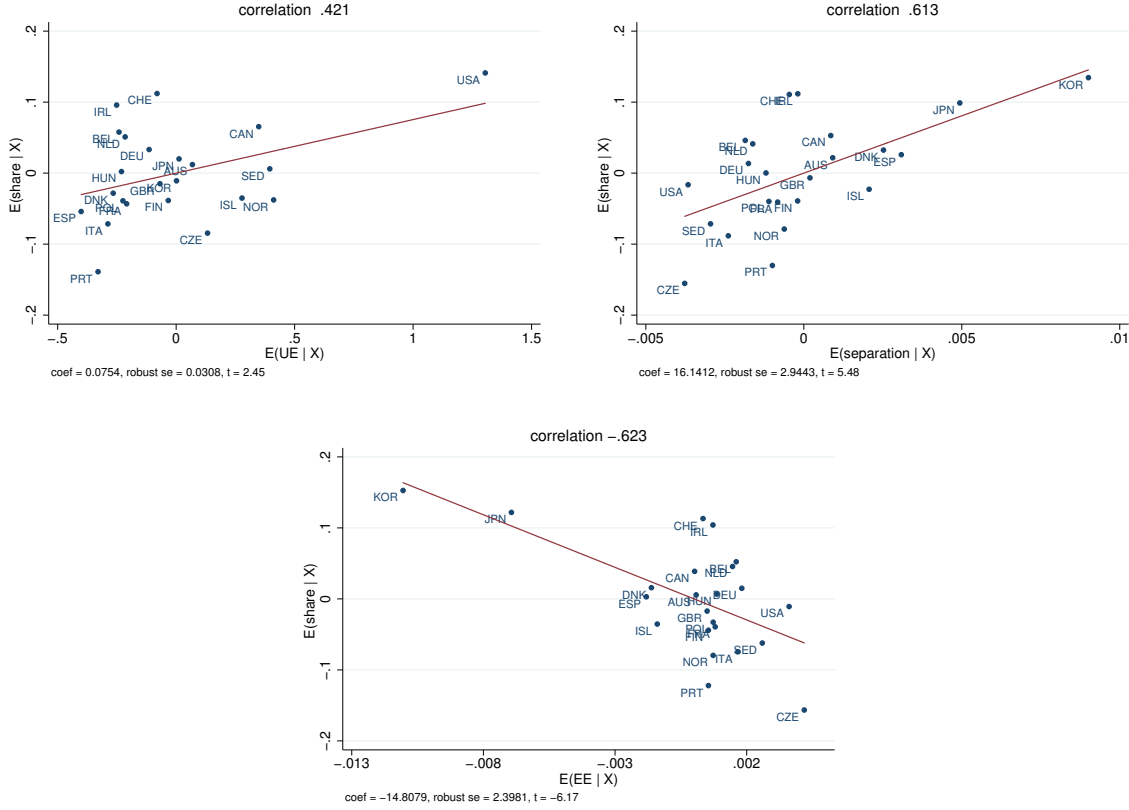 correlation .421
.2
.1
0
−.1
−.2
E(share | X)
USA
CHE
IRL
CAN
BEL
NLD
DEU
JPN
AUS
HUN
SED
KOR
GBR
DNK
POL
FRA
FIN
ISL
NOR
ESP
ITA
CZE
PRT
−.5
0
.5
1
1.5
E(UE | X)
coef = 0.0754, robust se = 0.0308, t = 2.45
correlation .613
.2
.1
0
−.1
−.2
E(share | X)
KOR
CHE
IRL
JPN
CAN
BEL
NLD
DNK
ESP
AUS
DEU
HUN
GBR
USA
ISL
POL
FRA
FIN
SED
NOR
ITA
PRT
CZE
−.005
0
.005
.01
E(separation | X)
coef = 16.1412, robust se = 2.9443, t = 5.48
correlation −.623
.2
.1
0
−.1
−.2
E(share | X)
KOR
JPN
CHE
IRL
BEL
NLD
CAN
DNK
ESP
AUS
HUN
DEU
USA
GBR
ISL
POL
FRA
FIN
SED
ITA
NOR
PRT
CZE
−.013
−.008
−.003
.002
E(EE | X)
coef = −14.8079, robust se = 2.3981, t = −6.17